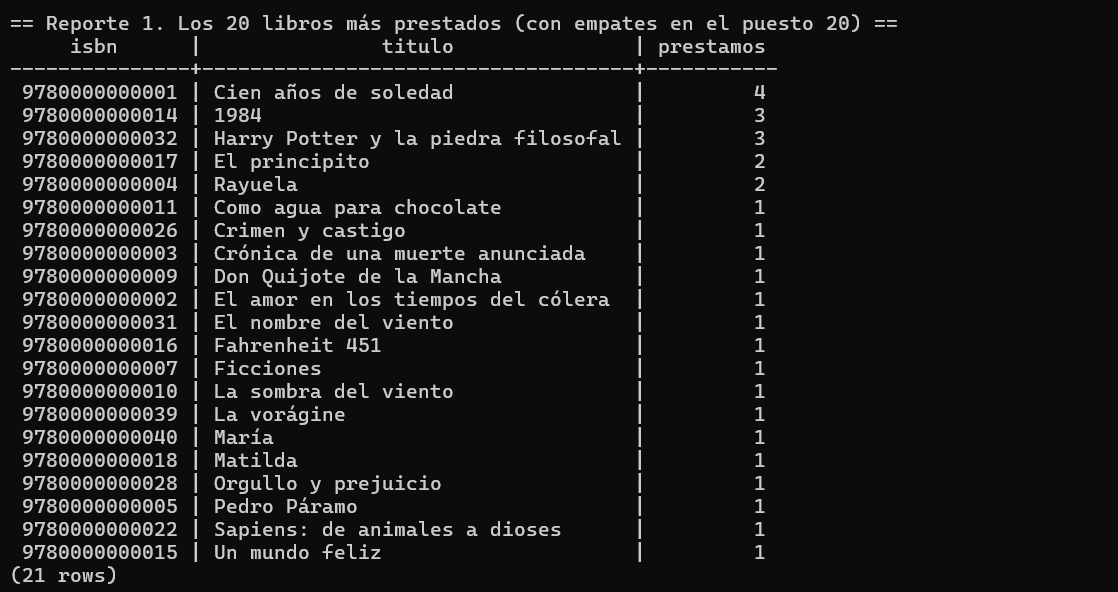 == Reporte 1. Los 20 libros más prestados (con empates en el puesto 20) ==
     isbn      |               titulo               | prestamos
---------------+------------------------------------+-----------
 9780000000001 | Cien años de soledad               |         4
 9780000000014 | 1984                               |         3
 9780000000032 | Harry Potter y la piedra filosofal |         3
 9780000000017 | El principito                      |         2
 9780000000004 | Rayuela                            |         2
 9780000000011 | Como agua para chocolate           |         1
 9780000000026 | Crimen y castigo                   |         1
 9780000000003 | Crónica de una muerte anunciada    |         1
 9780000000009 | Don Quijote de la Mancha           |         1
 9780000000002 | El amor en los tiempos del cólera  |         1
 9780000000031 | El nombre del viento               |         1
 9780000000016 | Fahrenheit 451                     |         1
 9780000000007 | Ficciones                          |         1
 9780000000010 | La sombra del viento               |         1
 9780000000039 | La vorágine                        |         1
 9780000000040 | María                              |         1
 9780000000018 | Matilda                            |         1
 9780000000028 | Orgullo y prejuicio                |         1
 9780000000005 | Pedro Páramo                       |         1
 9780000000022 | Sapiens: de animales a dioses      |         1
 9780000000015 | Un mundo feliz                     |         1
(21 rows)